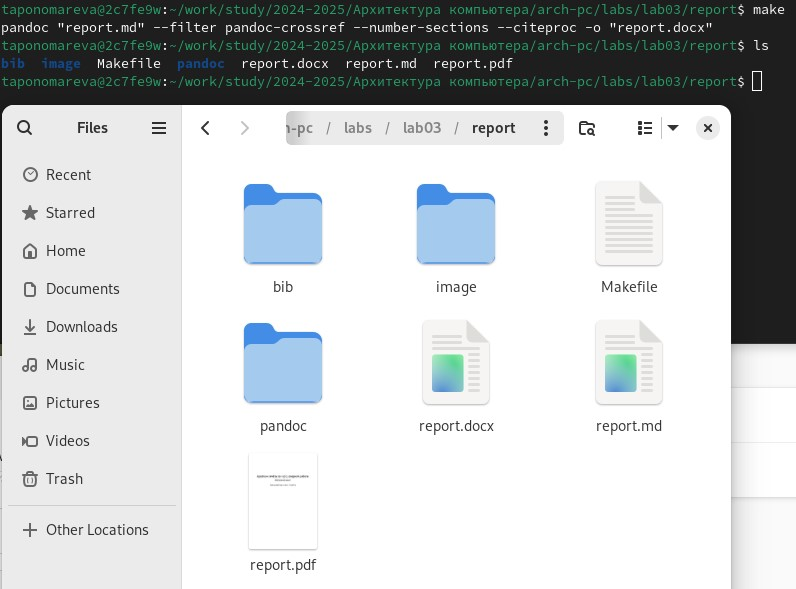 taponomareva@2c7fe9w:~/work/study/2024-2025/Архитектура компьютера/arch-pc/labs/lab03/report$ make
pandoc "report.md" --filter pandoc-crossref --number-sections --citeproc -o "report.docx"
taponomareva@2c7fe9w:~/work/study/2024-2025/Архитектура компьютера/arch-pc/labs/lab03/report$ ls
bib image Makefile pandoc report.docx report.md report.pdf
taponomareva@2c7fe9w:~/work/study/2024-2025/Архитектура компьютера/arch-pc/labs/lab03/report$
Files
-pc / labs / lab03 / report
Recent
Starred
Home
Documents
Downloads
Music
Pictures
Videos
Trash
Other Locations
bib
image
Makefile
pandoc
report.docx
report.md
report.pdf